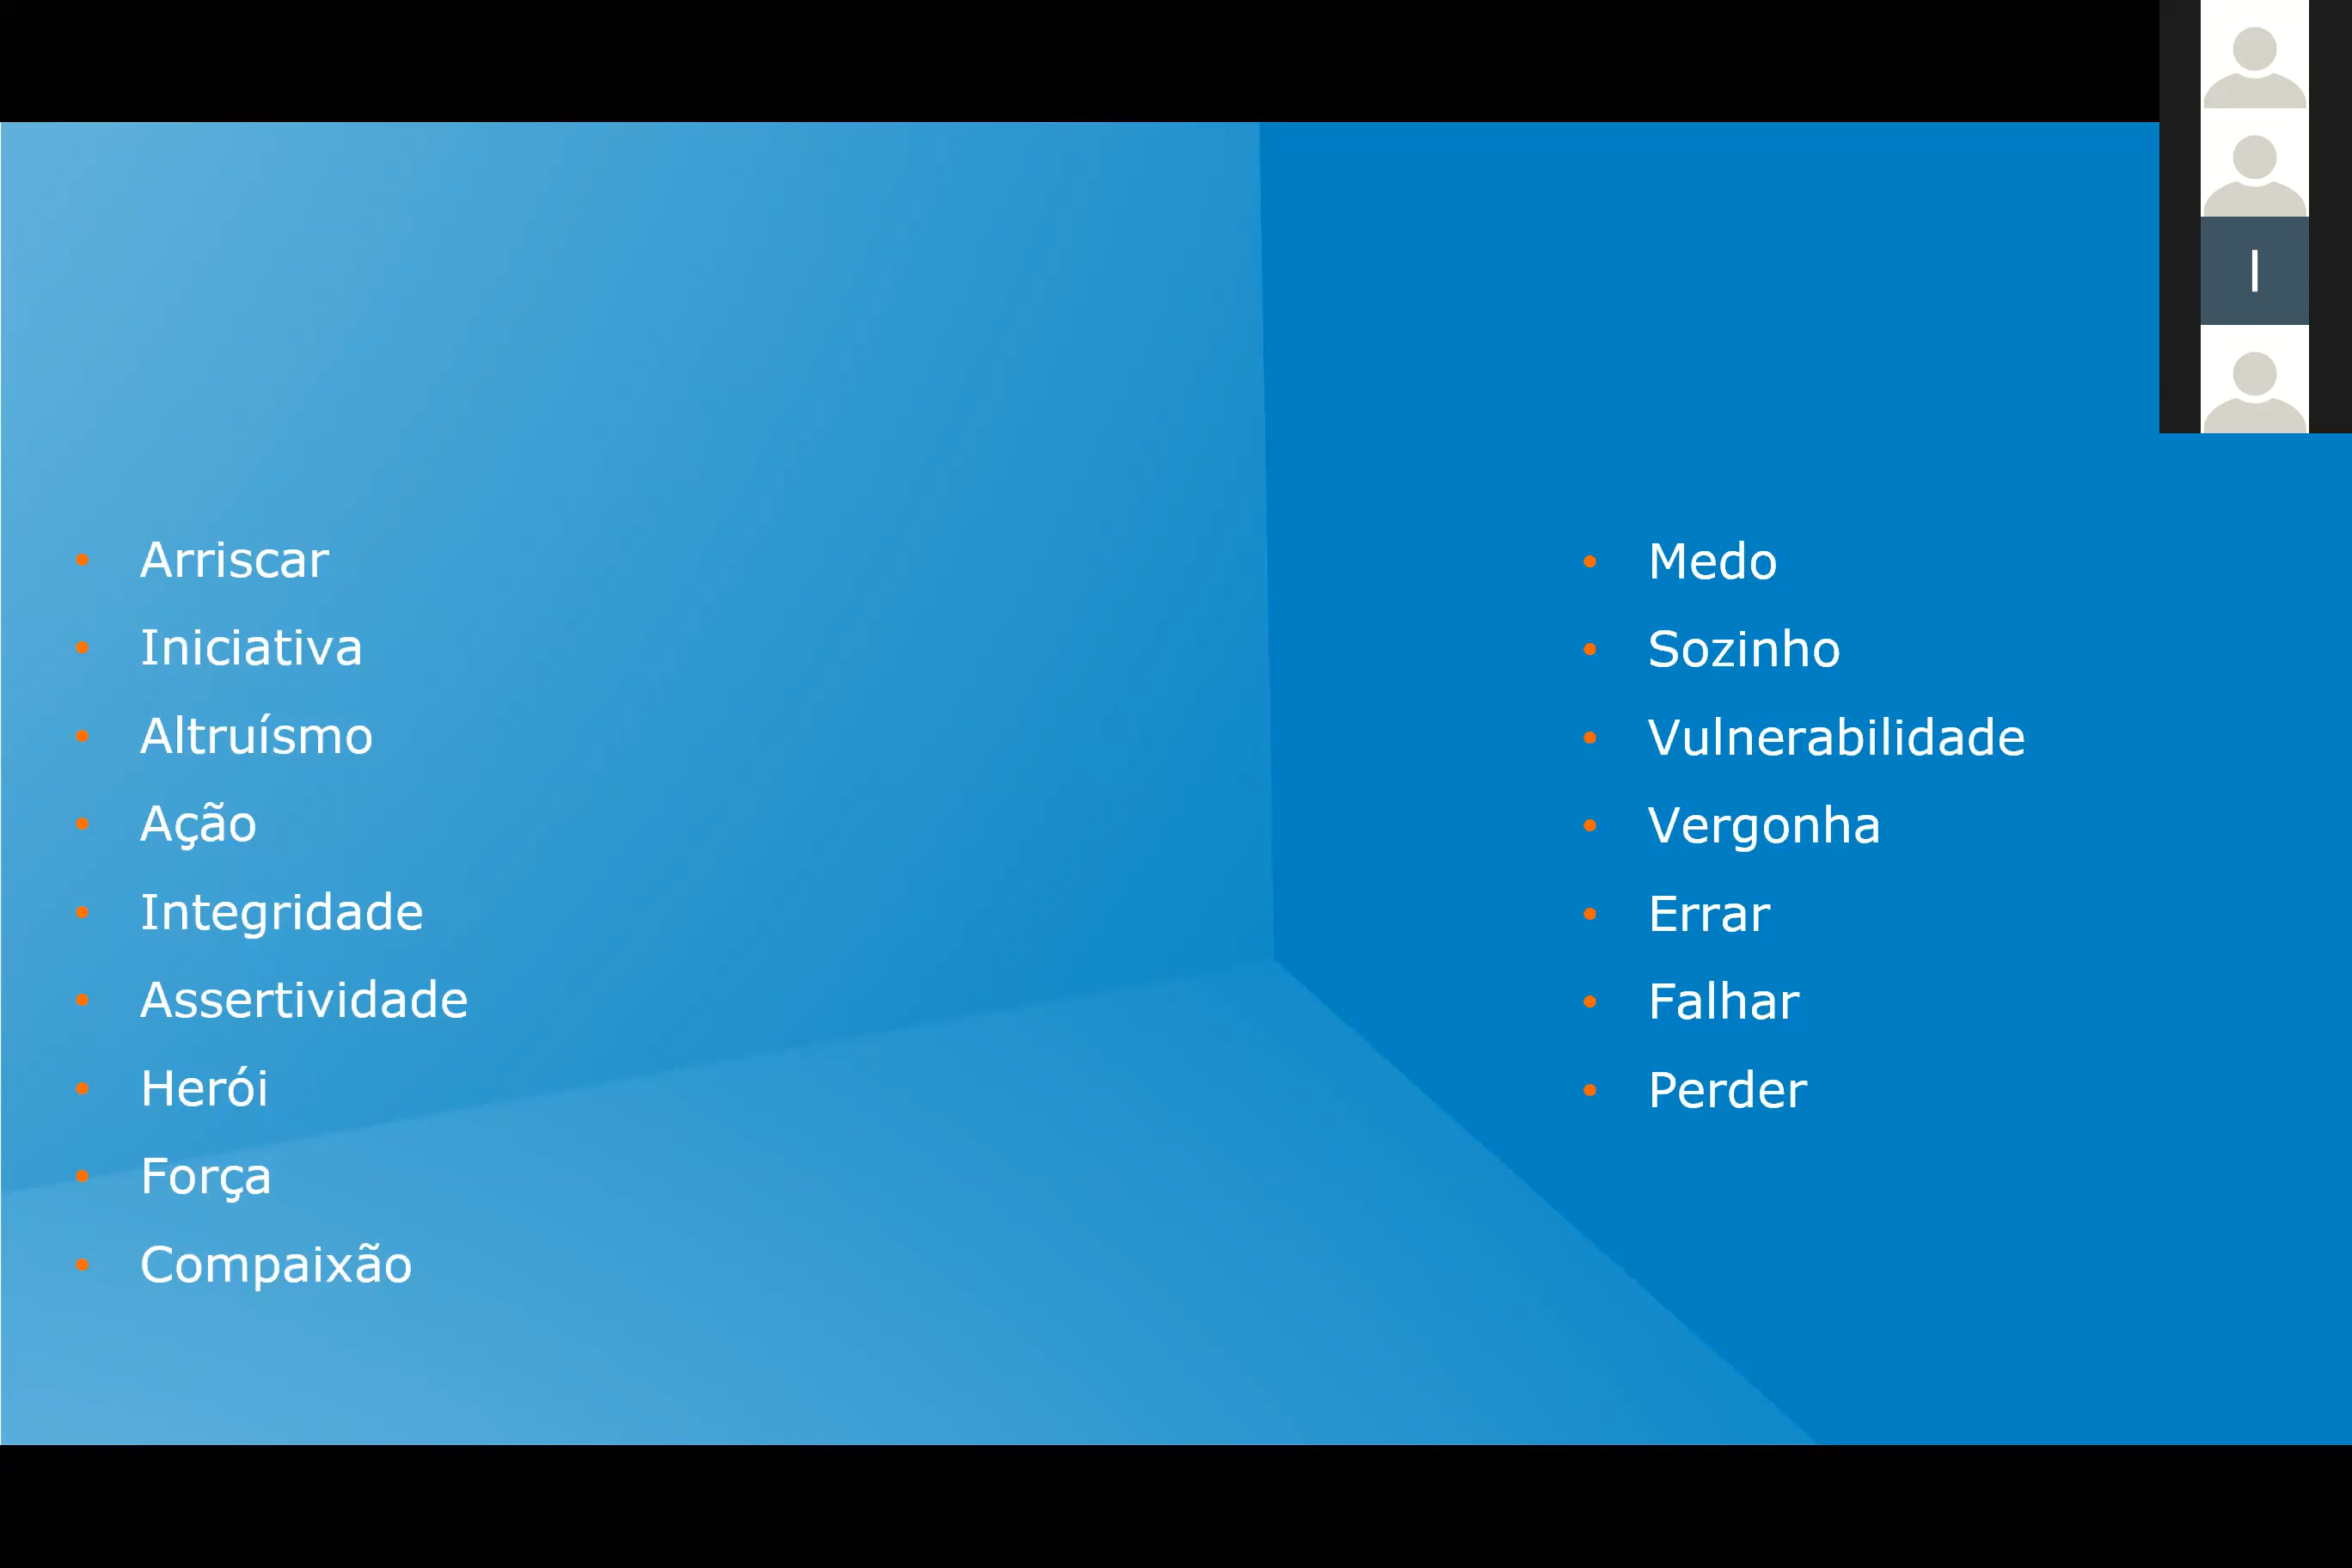 Arriscar
Iniciativa
Altruísmo
Ação
Integridade
Assertividade
Herói
Força
Compaixão
Medo
Sozinho
Vulnerabilidade
Vergonha
Errar
Falhar
Perder
I